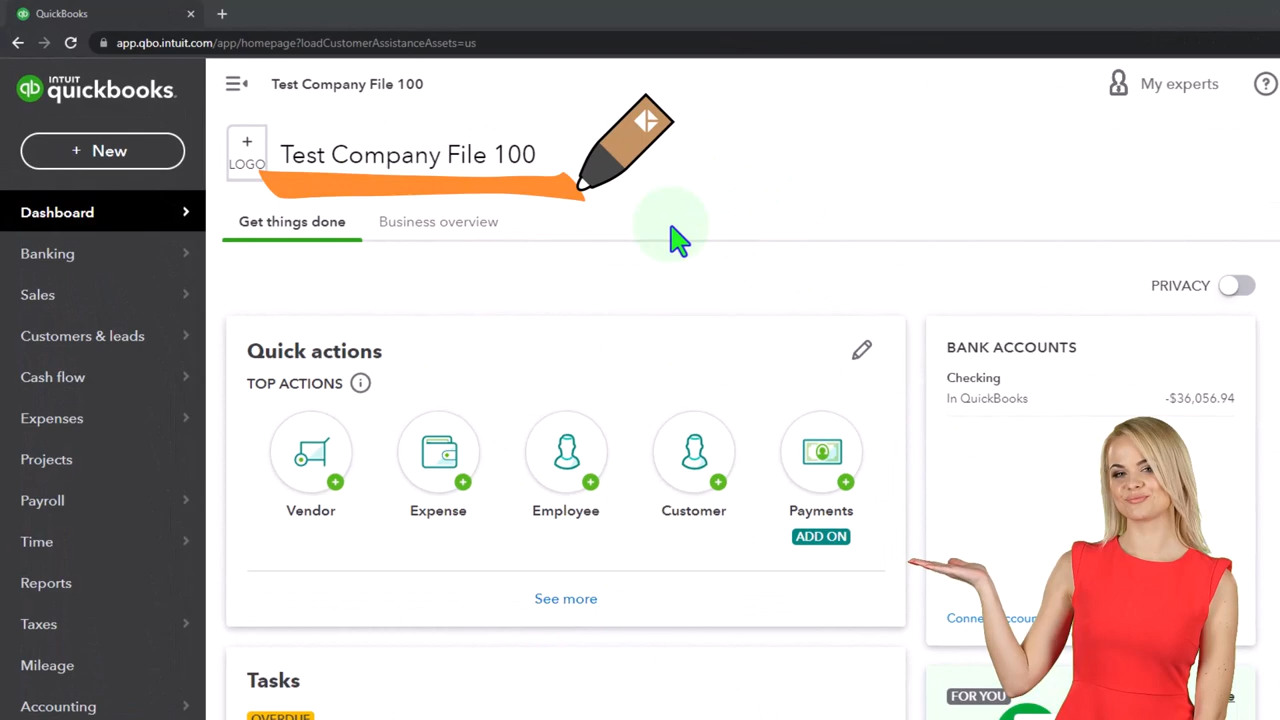 QuickBooks
app.qbo.intuit.com/app/homepage?loadCustomerAssistanceAssets=us
INTUIT
quickbooks.
qb
Test Company File 100
My experts
?
+ New
+
LOGO
Test Company File 100
Dashboard
Banking
Sales
Customers & leads
Cash flow
Expenses
Projects
Payroll
Time
Reports
Taxes
Mileage
Accounting
Get things done
Business overview
PRIVACY
Quick actions
TOP ACTIONS
Vendor
Expense
Employee
Customer
Payments
ADD ON
See more
Tasks
OVERDUE
BANK ACCOUNTS
Checking
In QuickBooks -$36,056.94
FOR YOU